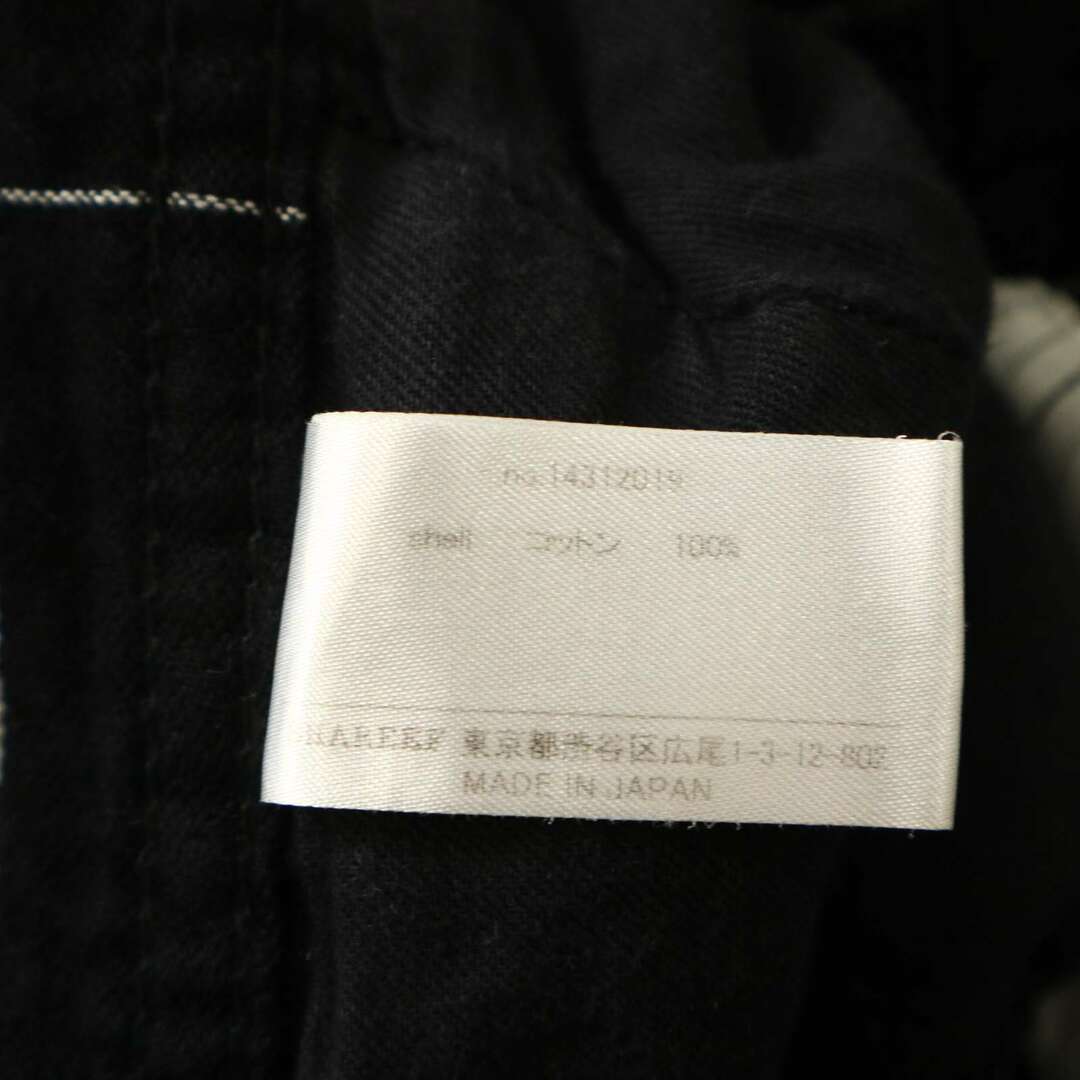 no.14312019
shell コットン 100%
東京都渋谷区広尾1-3-12-802
MADE IN JAPAN